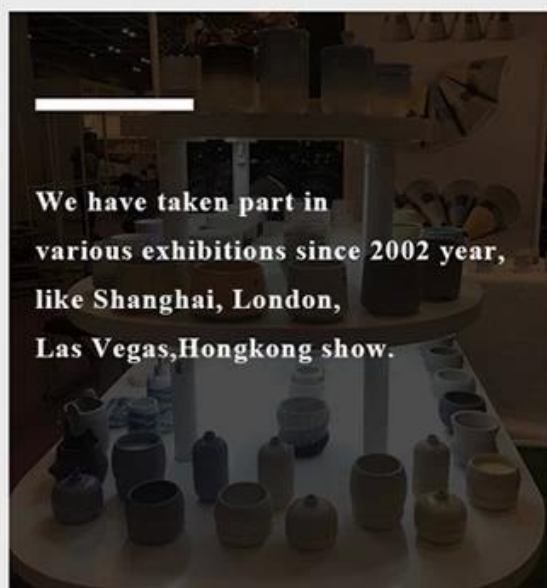 We have taken part in
various exhibitions since 2002 year,
like Shanghai, London,
Las Vegas,Hongkong show.